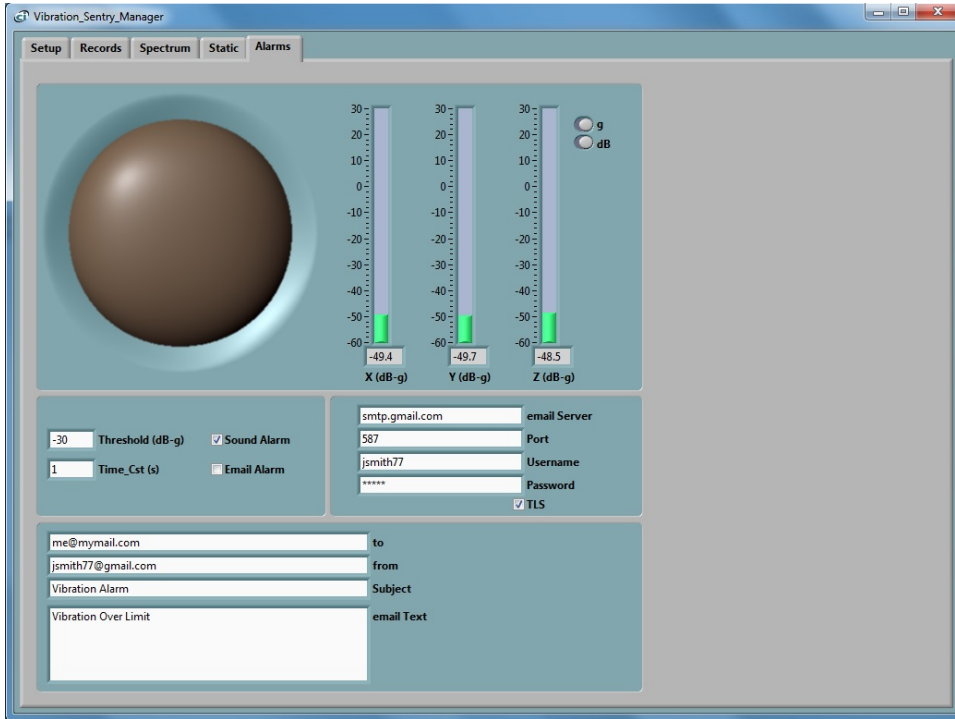 ci Vibration_Sentry_Manager
Setup Records Spectrum Static Alarms
30 30 30
20 20 20
10 10 10
0 0 0
-10 -10 -10
-20 -20 -20
-30 -30 -30
-40 -40 -40
-50 -50 -50
-60 -60 -60
-49.4 -49.7 -48.5
X (dB-g) Y (dB-g) Z (dB-g)
g
dB
-30 Threshold (dB-g) Sound Alarm
1 Time_Cst (s) Email Alarm
smtp.gmail.com email Server
587 Port
jsmith77 Username
***** Password
TLS
me@mymail.com to
jsmith77@gmail.com from
Vibration Alarm Subject
Vibration Over Limit email Text